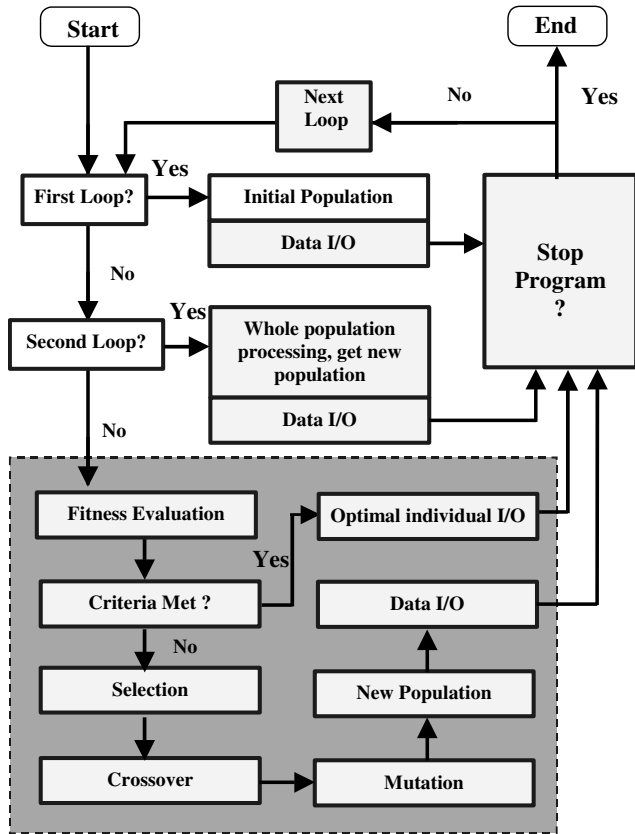 Start
End
Next
Loop
No
Yes
Yes
First Loop?
Initial Population
Data I/O
Stop
Program
?
No
Second Loop?
Yes
Whole population
processing, get new
population
Data I/O
No
Fitness Evaluation
Optimal individual I/O
Yes
Criteria Met ?
Data I/O
No
Selection
New Population
Crossover
Mutation